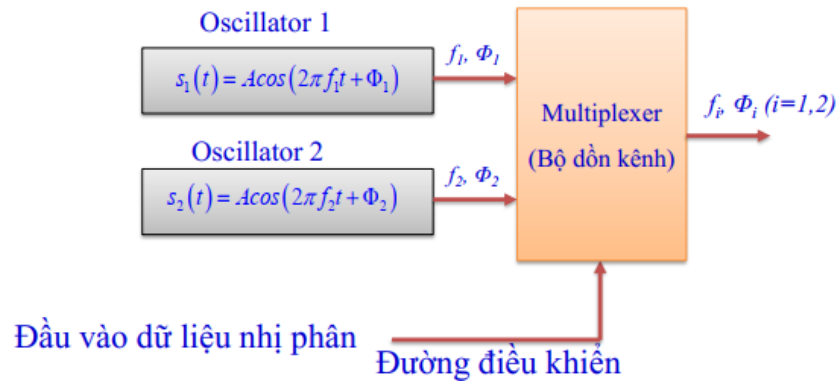 Oscillator 1
s₁(t) = Acos(2πf₁t + Φ₁)
f₁, Φ₁
Oscillator 2
s₂(t) = Acos(2πf₂t + Φ₂)
f₂, Φ₂
Multiplexer
(Bộ dồn kênh)
fᵢ, Φᵢ (i=1,2)
Đầu vào dữ liệu nhị phân
Đường điều khiển